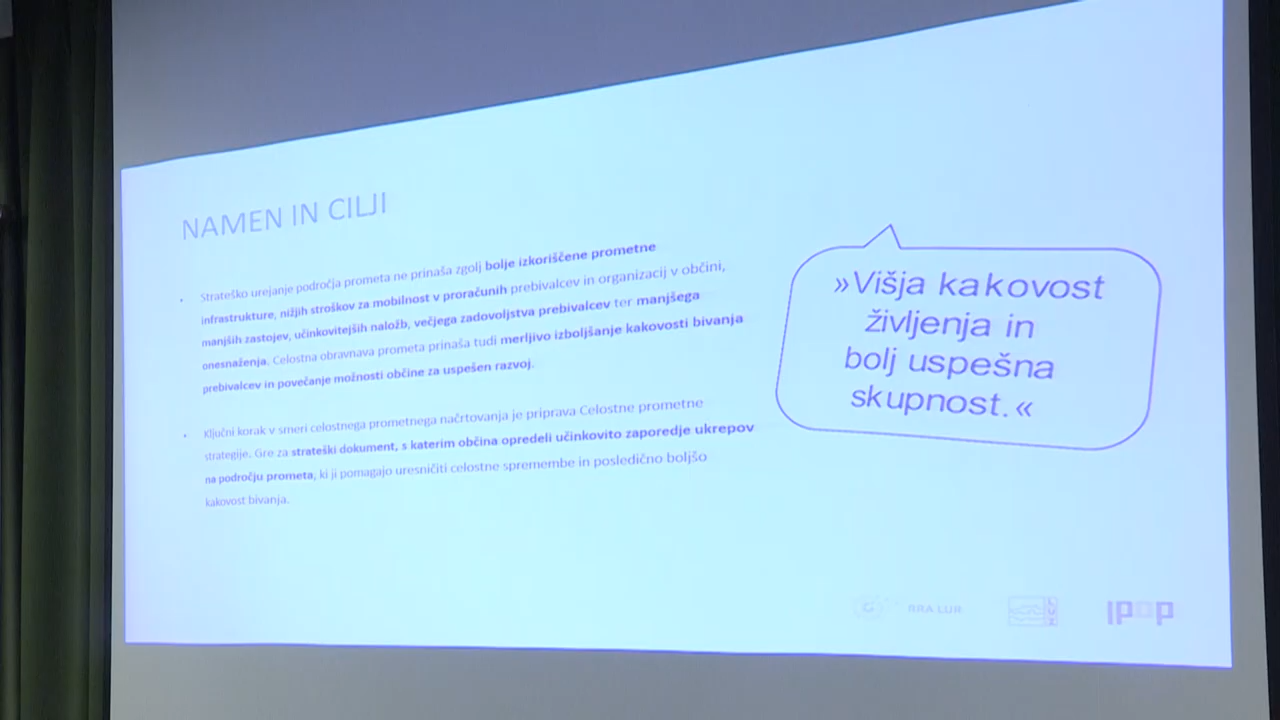 NAMEN IN CILJI
Strateško urejanje področja prometa ne prinaša zgolj bolje izkoriščene prometne
infrastrukture, nižjih stroškov za mobilnost v proračunih prebivalcev in organizacij v občini,
manjših zastojev, učinkovitejših naložb, večjega zadovoljstva prebivalcev ter manjšega
onesnaženja. Celostna obravnava prometa prinaša tudi merljivo izboljšanje kakovosti bivanja
prebivalcev in povečanje možnosti občine za uspešen razvoj.
Ključni korak v smeri celostnega prometnega načrtovanja je priprava Celostne prometne
strategije. Gre za strateški dokument, s katerim občina opredeli učinkovito zaporedje ukrepov
na področju prometa, ki ji pomagajo uresničiti celostne spremembe in posledično boljšo
kakovost bivanja.
»Višja kakovost
življenja in
bolj uspešna
skupnost.«
RRA LUR
LUZ
IPoP